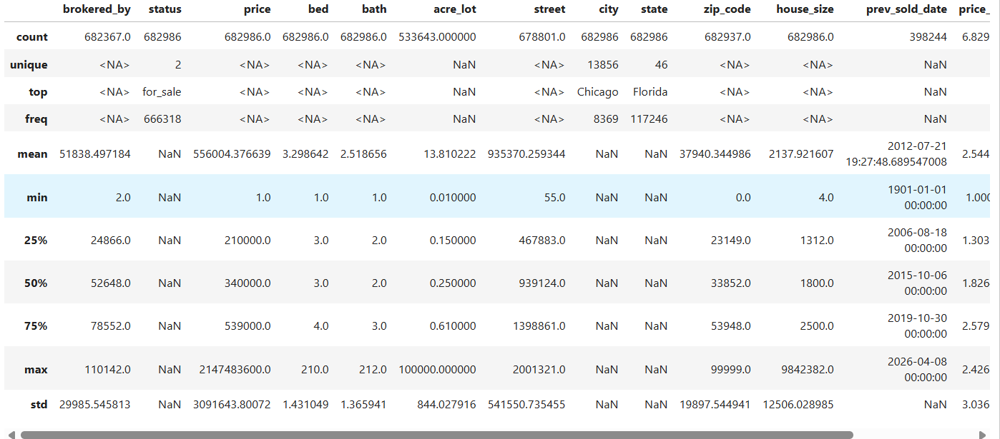 brokered_by status price bed bath acre_lot street city state zip_code house_size prev_sold_date price_
count 682367.0 682986 682986.0 682986.0 682986.0 533643.000000 678801.0 682986 682986 682937.0 682986.0 398244 6.829
unique <NA> 2 <NA> <NA> <NA> NaN <NA> 13856 46 <NA> <NA> NaN
top <NA> for_sale <NA> <NA> <NA> NaN <NA> Chicago Florida <NA> <NA> NaN
freq <NA> 666318 <NA> <NA> <NA> NaN <NA> 8369 117246 <NA> <NA> NaN
mean 51838.497184 NaN 556004.376639 3.298642 2.518656 13.810222 935370.259344 NaN NaN 37940.344986 2137.921607 2012-07-21 2.544
19:27:48.689547008
min 2.0 NaN 1.0 1.0 1.0 0.010000 55.0 NaN NaN 0.0 4.0 1901-01-01 1.000
00:00:00
25% 24866.0 NaN 210000.0 3.0 2.0 0.150000 467883.0 NaN NaN 23149.0 1312.0 2006-08-18 1.303
00:00:00
50% 52648.0 NaN 340000.0 3.0 2.0 0.250000 939124.0 NaN NaN 33852.0 1800.0 2015-10-06 1.826
00:00:00
75% 78552.0 NaN 539000.0 4.0 3.0 0.610000 1398861.0 NaN NaN 53948.0 2500.0 2019-10-30 2.579
00:00:00
max 110142.0 NaN 2147483600.0 210.0 212.0 100000.000000 2001321.0 NaN NaN 99999.0 9842382.0 2026-04-08 2.426
00:00:00
std 29985.545813 NaN 3091643.80072 1.431049 1.365941 844.027916 541550.735455 NaN NaN 19897.544941 12506.028985 NaN 3.036